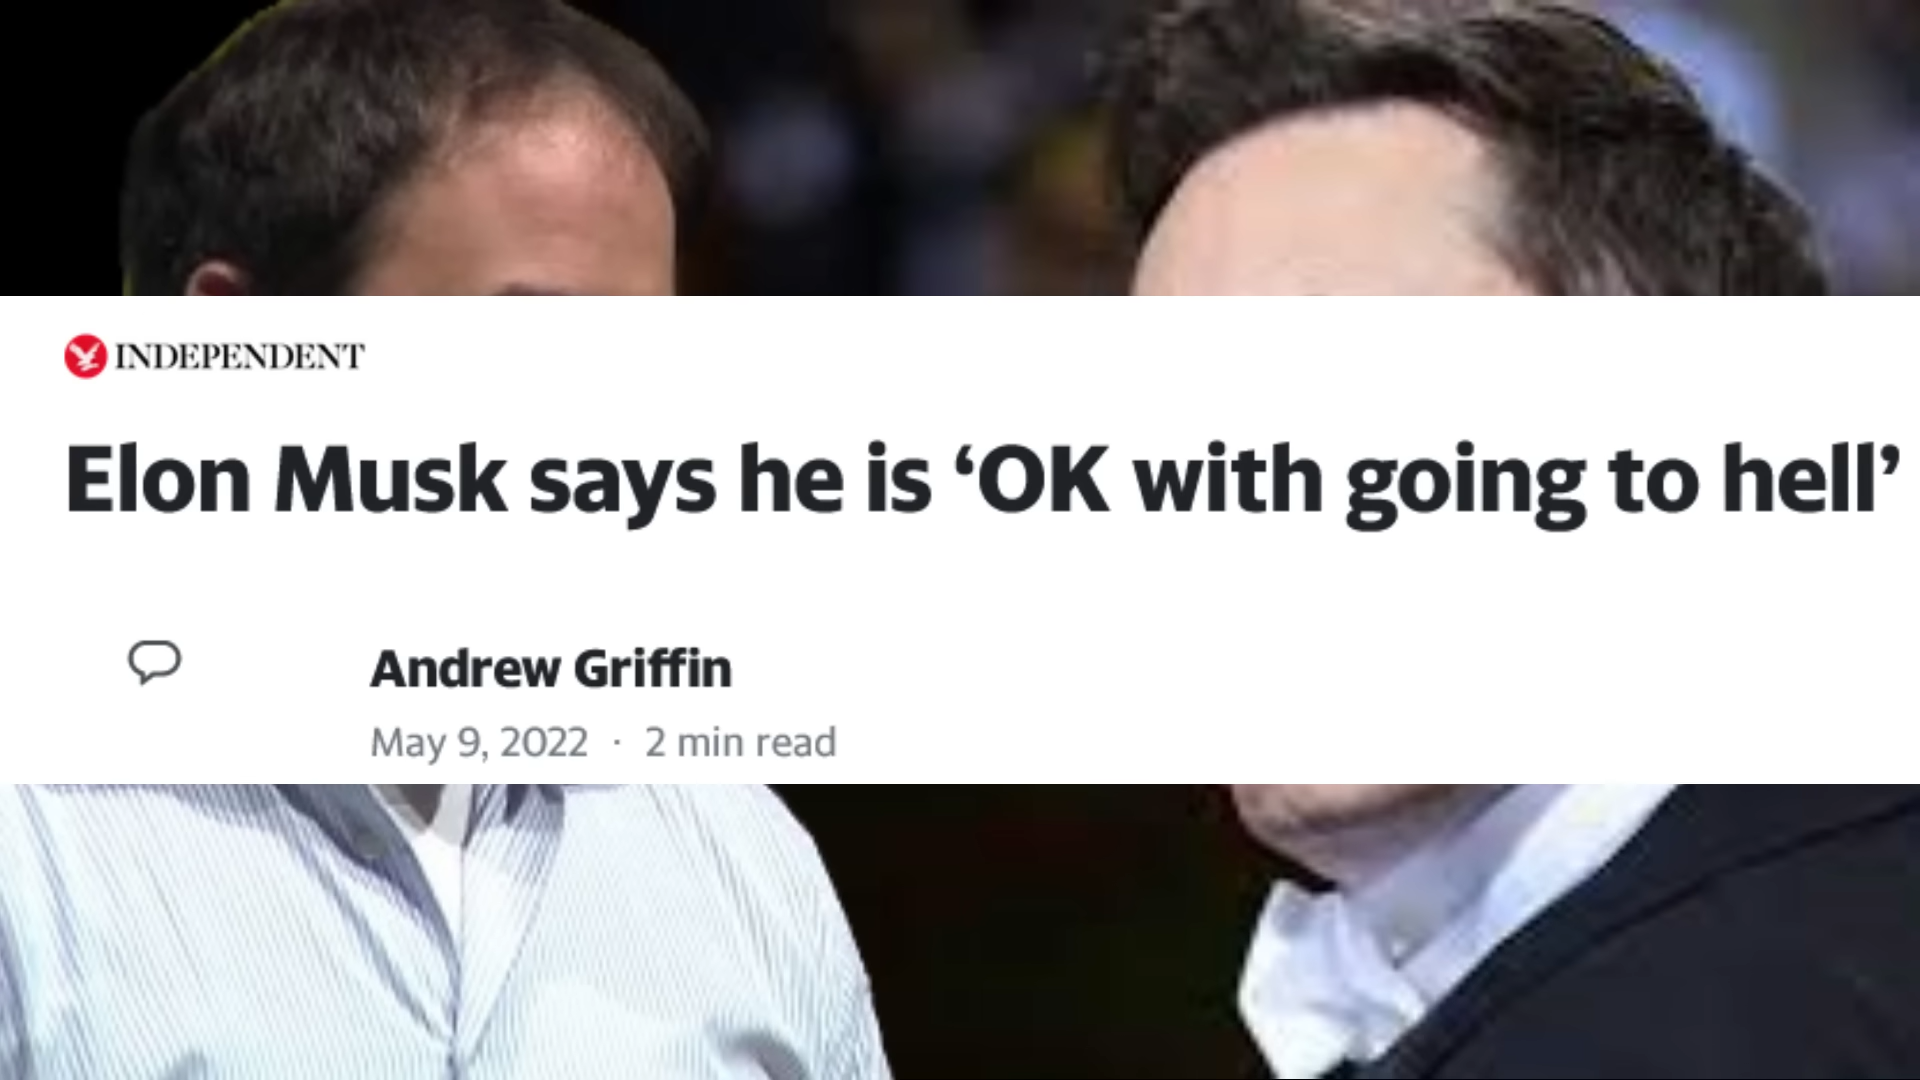 INDEPENDENT
Elon Musk says he is ‘OK with going to hell’
Andrew Griffin
May 9, 2022 · 2 min read